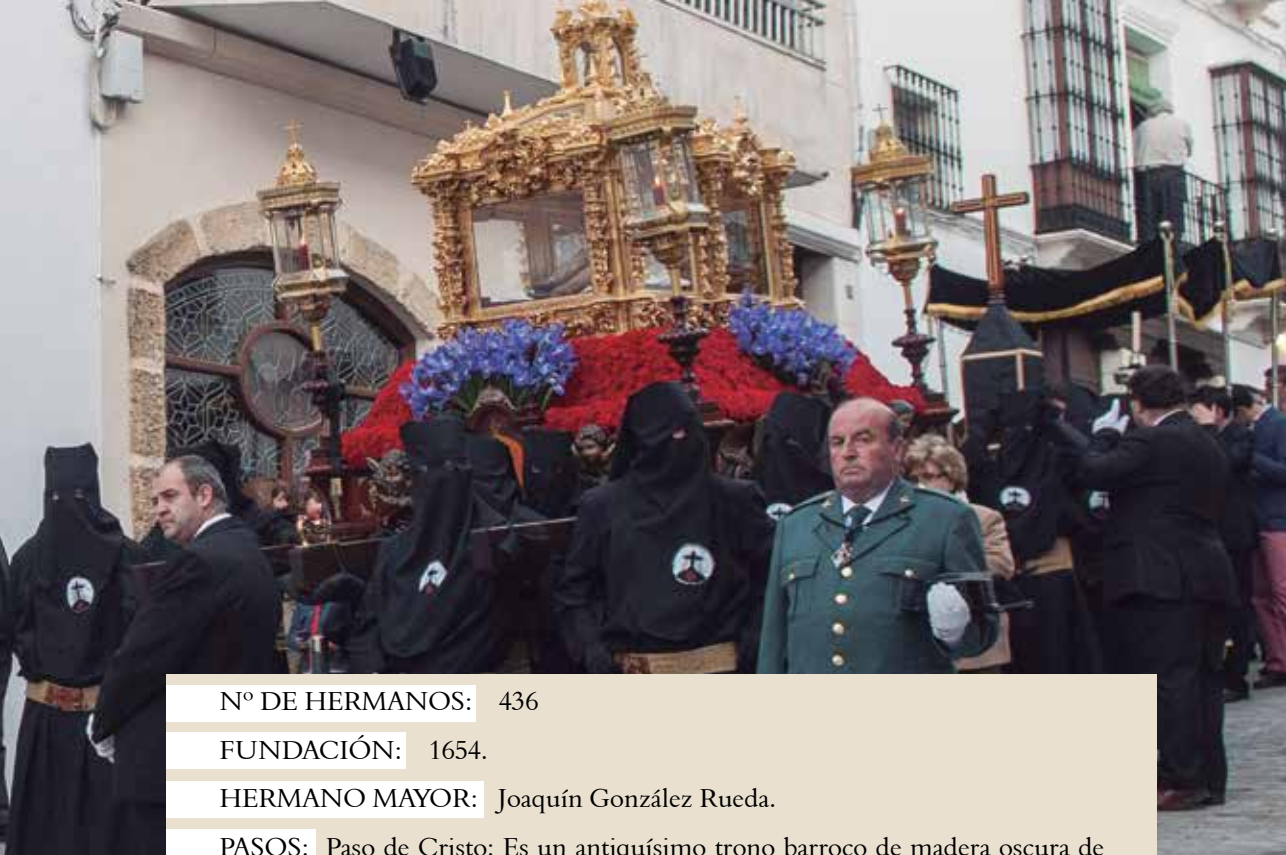 Nº DE HERMANOS: 436
FUNDACIÓN: 1654.
HERMANO MAYOR: Joaquín González Rueda.
PASOS: Paso de Cristo: Es un antiquísimo trono barroco de madera oscura de